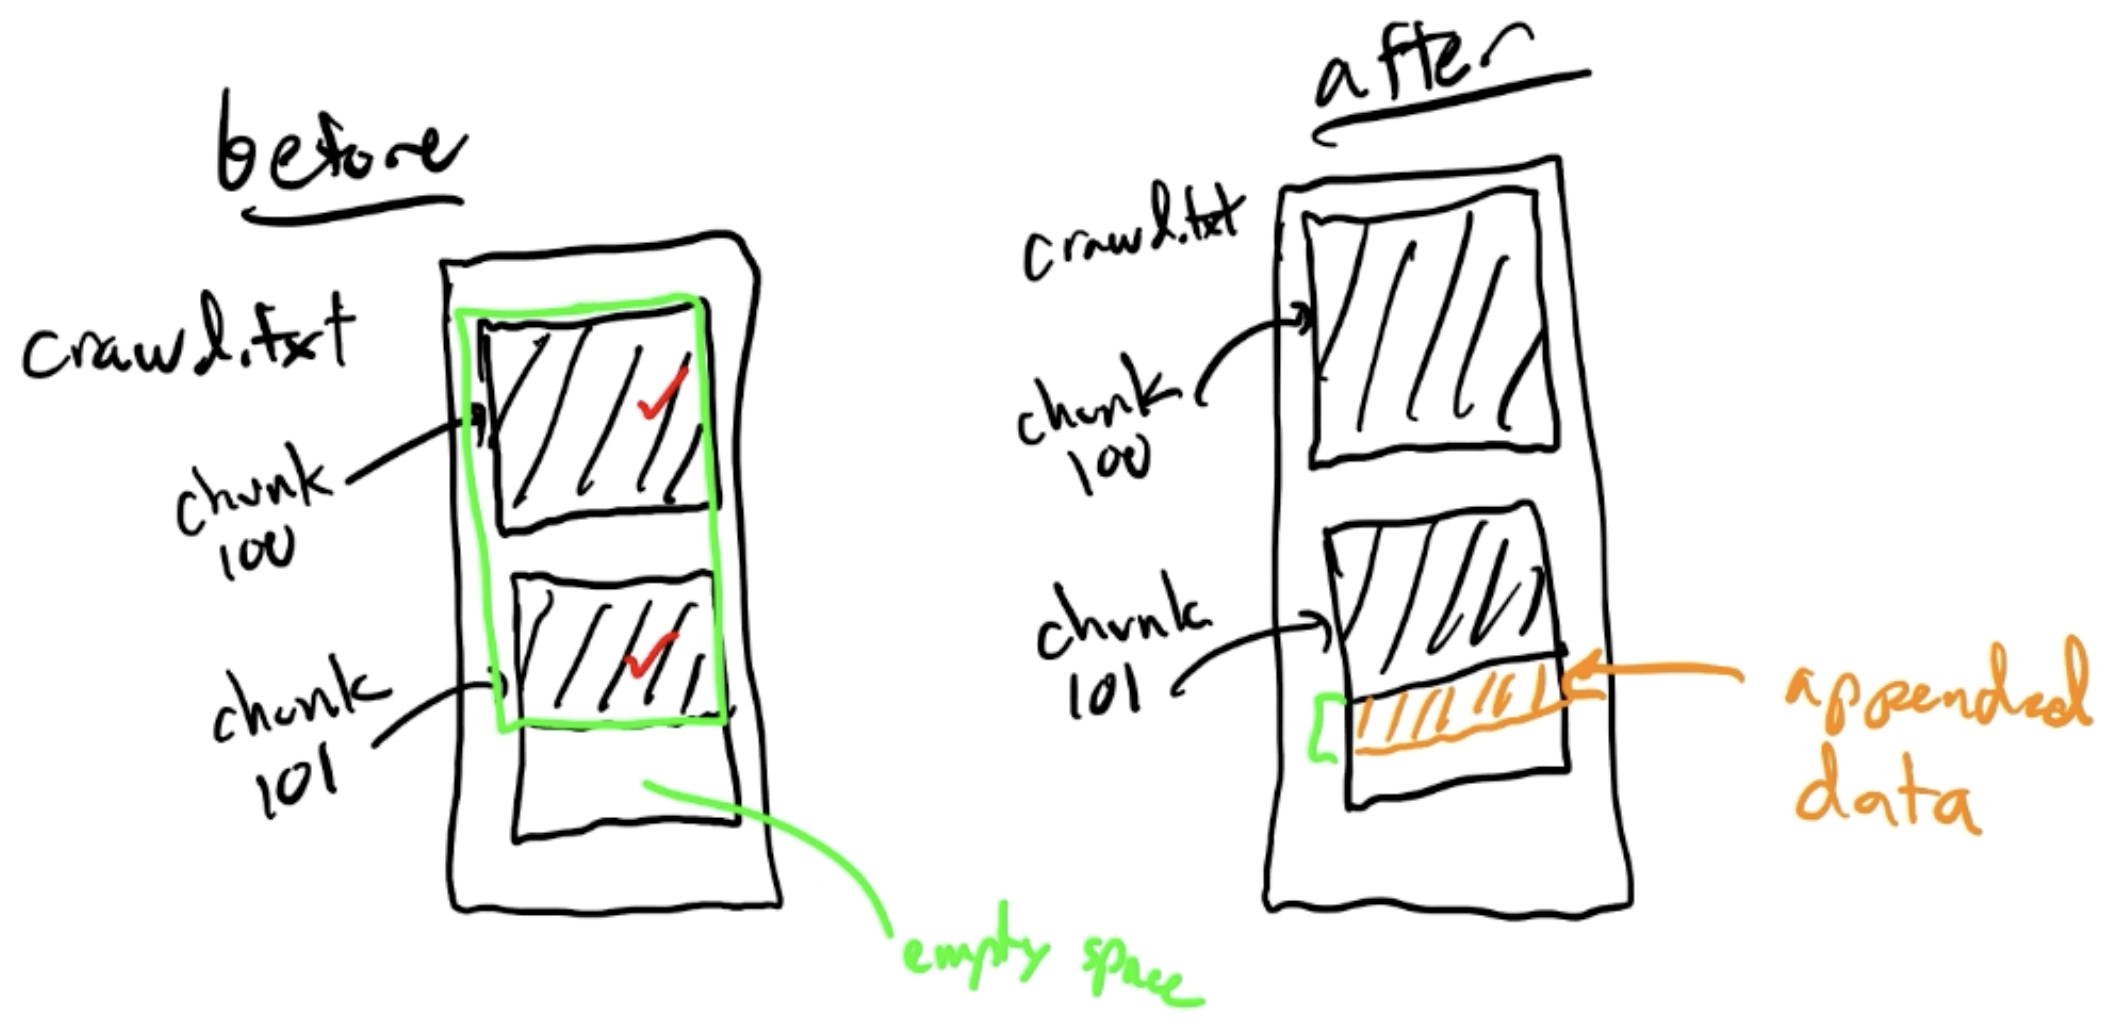 before
crawl.txt
chunk
100
chunk
101
empty space
after
crawl.txt
chunk
100
chunk
101
appended
data